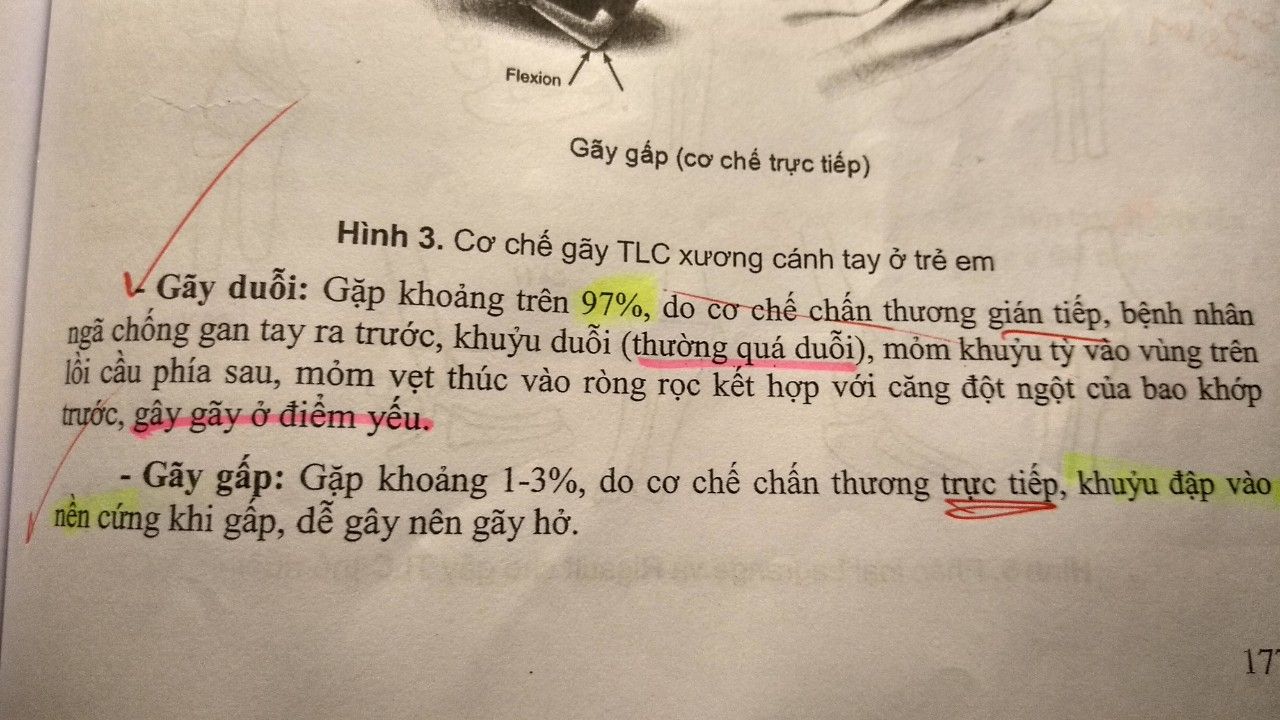 Flexion
Gãy gấp (cơ chế trực tiếp)
Hình 3. Cơ chế gãy TLC xương cánh tay ở trẻ em
- Gãy duỗi: Gặp khoảng trên 97%, do cơ chế chấn thương gián tiếp, bệnh nhân
ngã chống gan tay ra trước, khuỷu duỗi (thường quá duỗi), mỏm khuỷu tỳ vào vùng trên
lồi cầu phía sau, mỏm vẹt thúc vào ròng rọc kết hợp với căng đột ngột của bao khớp
trước, gây gãy ở điểm yếu.
- Gãy gấp: Gặp khoảng 1-3%, do cơ chế chấn thương trực tiếp, khuỷu đập vào
nền cứng khi gấp, dễ gây nên gãy hở.